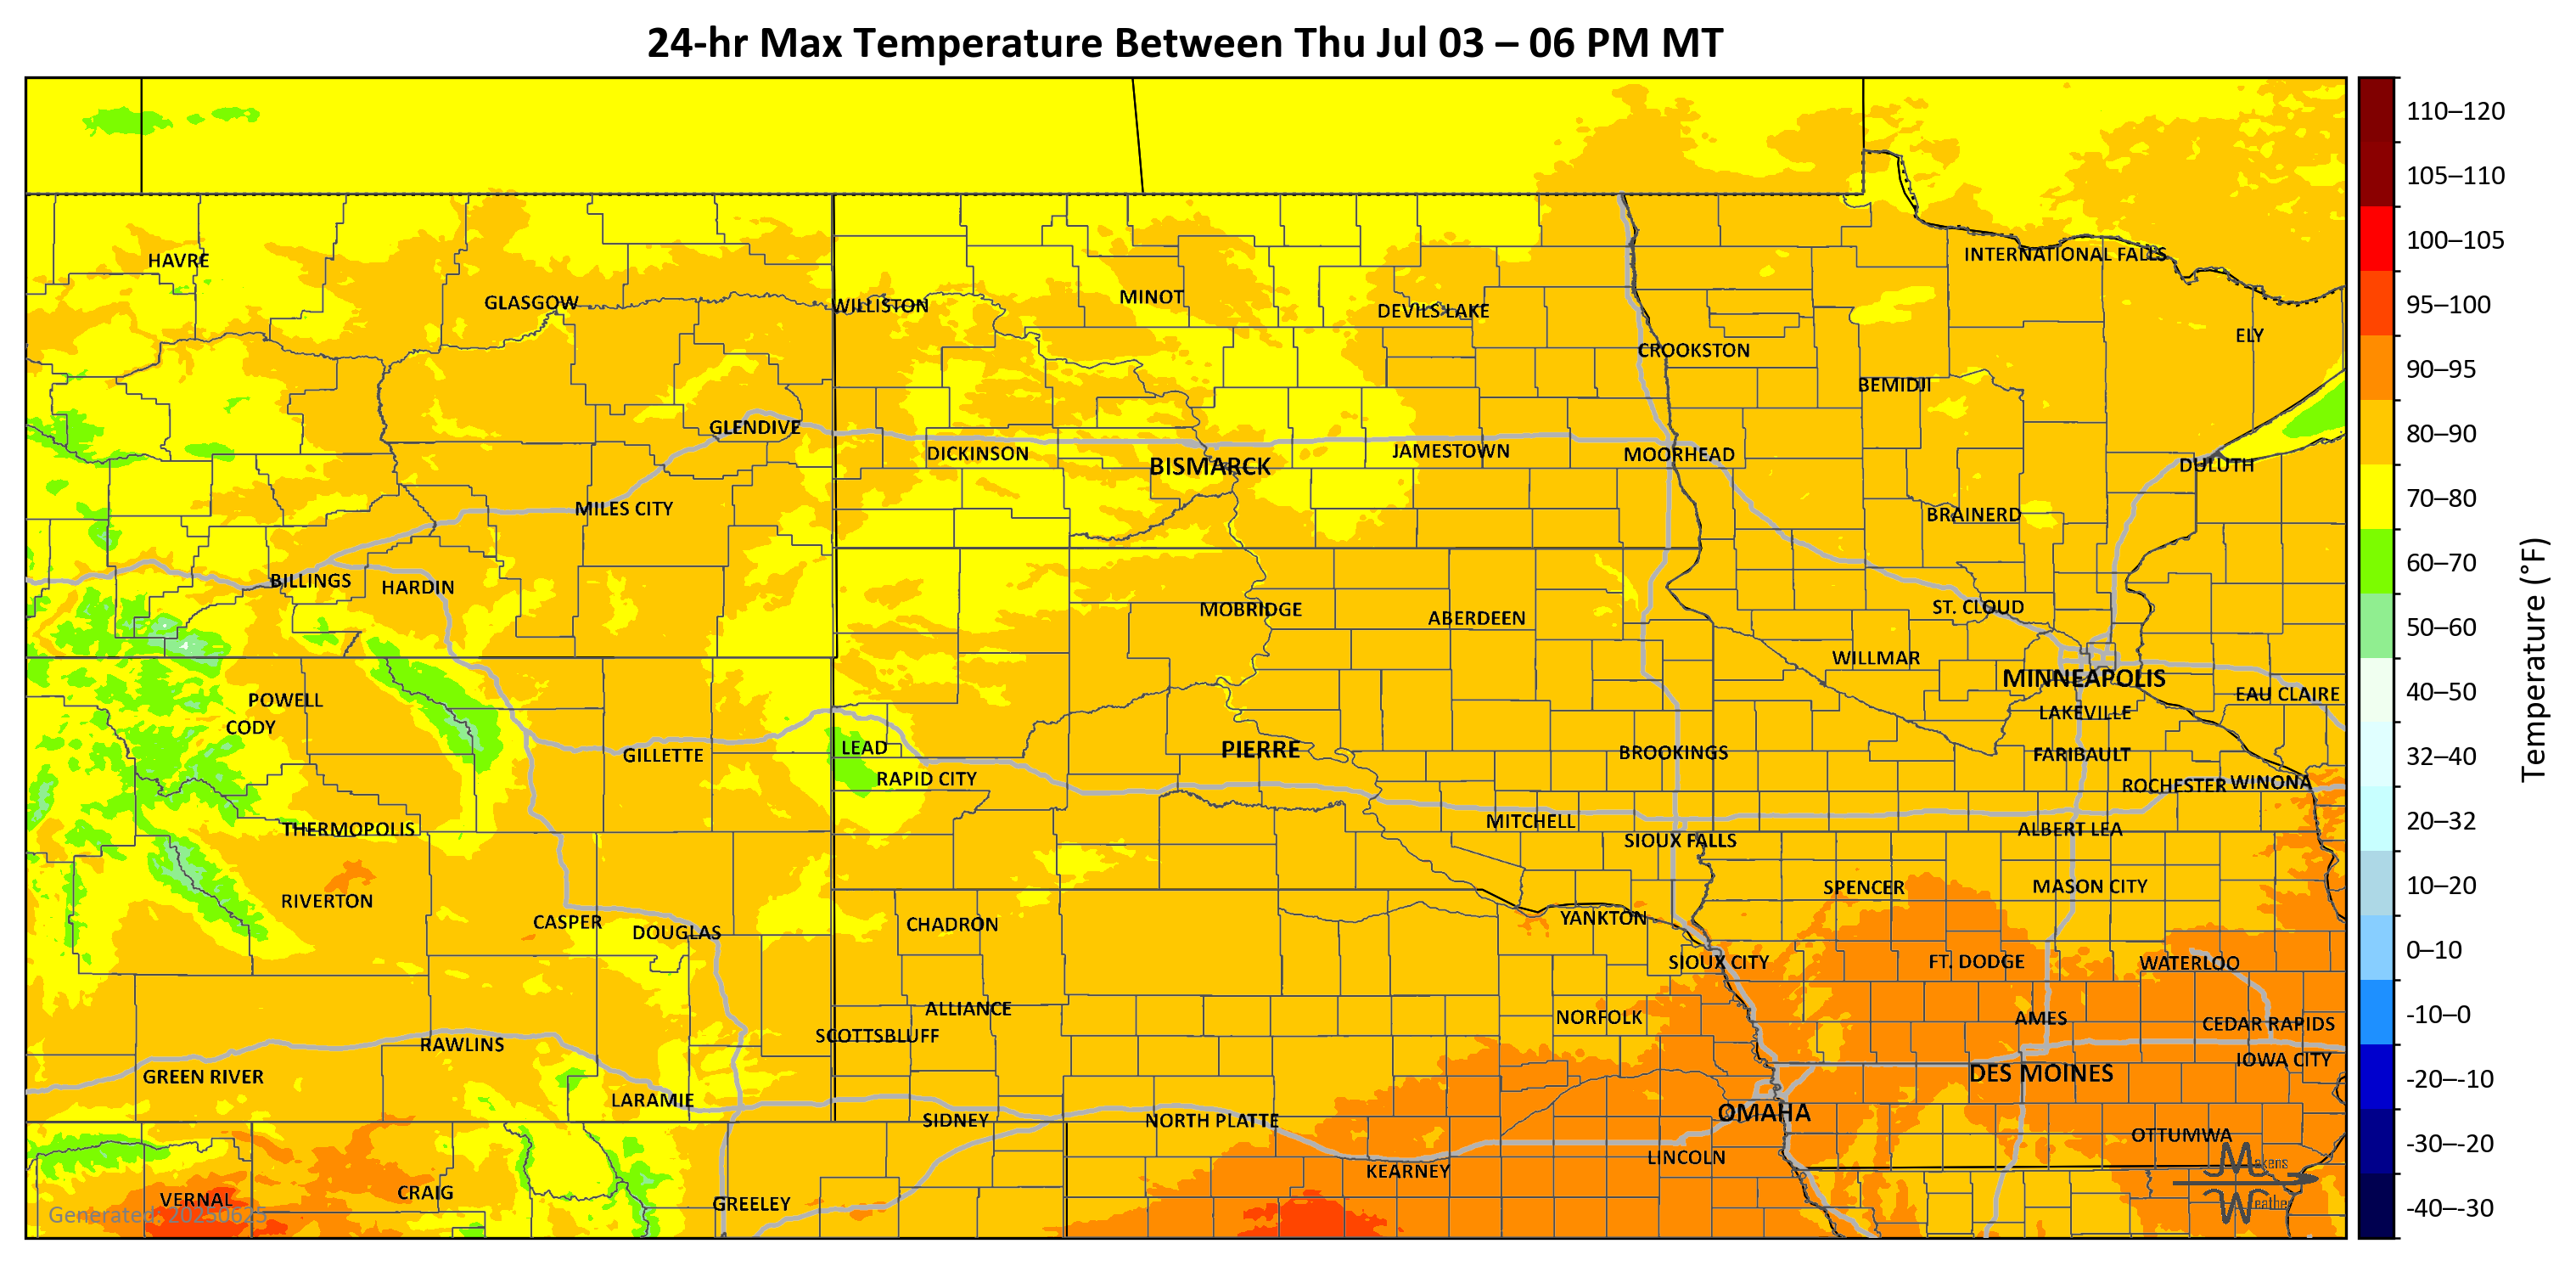 24-hr Max Temperature Between Thu Jul 03 – 06 PM MT
110–120
105–110
100–105
95–100
90–95
80–90
70–80
60–70
50–60
40–50
32–40
20–32
10–20
0–10
-10–0
-20–-10
-30–-20
-40–-30
Temperature (°F)
HAVRE
INTERNATIONAL FALLS
GLASGOW
WILLISTON
MINOT
DEVILS LAKE
ELY
CROOKSTON
BEMIDJI
GLENDIVE
DICKINSON
BISMARCK
JAMESTOWN
MOORHEAD
DULUTH
MILES CITY
BRAINERD
BILLINGS
HARDIN
MOBRIDGE
ABERDEEN
ST. CLOUD
WILLMAR
MINNEAPOLIS
POWELL
EAU CLAIRE
CODY
LAKEVILLE
GILLETTE
LEAD
PIERRE
BROOKINGS
FARIBAULT
RAPID CITY
ROCHESTER
WINONA
THERMOPOLIS
MITCHELL
SIOUX FALLS
ALBERT LEA
RIVERTON
SPENCER
MASON CITY
CASPER
DOUGLAS
CHADRON
YANKTON
SIOUX CITY
FT. DODGE
WATERLOO
ALLIANCE
NORFOLK
AMES
CEDAR RAPIDS
RAWLINS
SCOTTSBLUFF
IOWA CITY
GREEN RIVER
DES MOINES
LARAMIE
SIDNEY
NORTH PLATTE
OMAHA
OTTUMWA
KEARNEY
LINCOLN
VERNAL
CRAIG
GREELEY
Generated: 20250625
Makens
Weather